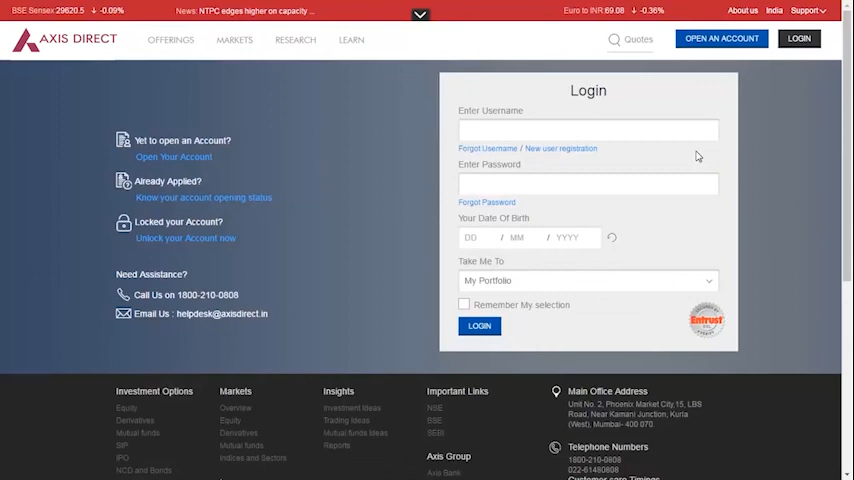 BSE Sensex:29620.5 ↓ -0.09%
News: NTPC edges higher on capacity ...
Euro to INR:69.08 ↓ -0.36%
About us India Support
AXIS DIRECT
OFFERINGS MARKETS RESEARCH LEARN
Quotes
OPEN AN ACCOUNT
LOGIN
Yet to open an Account?
Open Your Account
Already Applied?
Know your account opening status
Locked your Account?
Unlock your Account now
Need Assistance?
Call Us on 1800-210-0808
Email Us : helpdesk@axisdirect.in
Login
Enter Username
Forgot Username / New user registration
Enter Password
Forgot Password
Your Date Of Birth
DD / MM / YYYY
Take Me To
My Portfolio
Remember My selection
LOGIN
Entrust
Investment Options
Equity
Derivatives
Mutual funds
SIP
IPO
NCD and Bonds
Markets
Overview
Equity
Derivatives
Mutual funds
Indices and Sectors
Insights
Investment Ideas
Trading Ideas
Mutual funds Ideas
Reports
Important Links
NSE
BSE
SEBI
Axis Group
Axis Bank
Main Office Address
Unit No. 2, Phoenix Market City,15, LBS
Road, Near Kamani Junction, Kurla
(West), Mumbai- 400 070.
Telephone Numbers
1800-210-0808
022-61480808
Customer care Timings